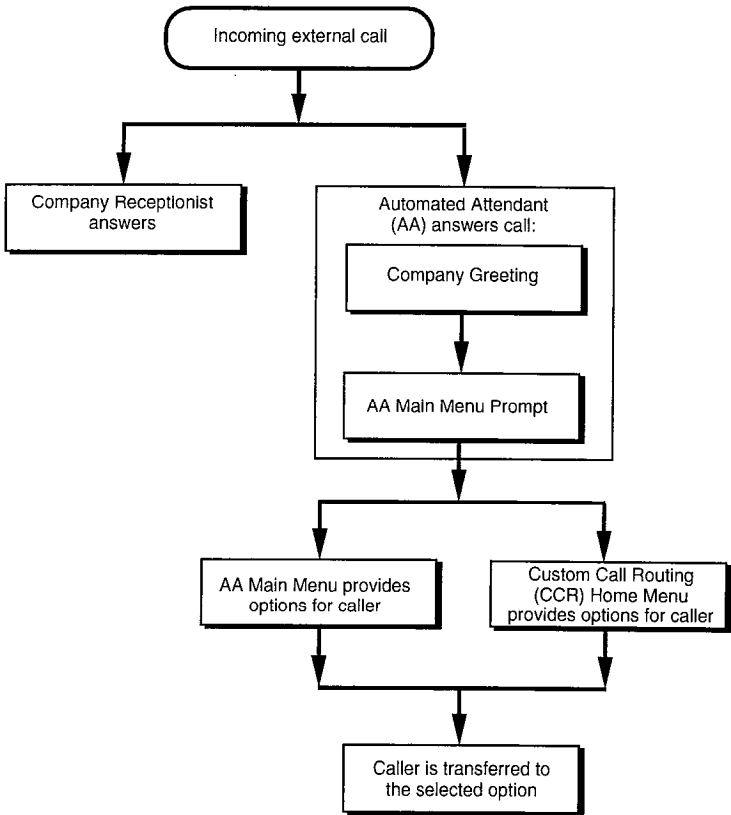 Incoming external call
Company Receptionist
answers
Automated Attendant
(AA) answers call:
Company Greeting
AA Main Menu Prompt
AA Main Menu provides
options for caller
Custom Call Routing
(CCR) Home Menu
provides options for caller
Caller is transferred to
the selected option